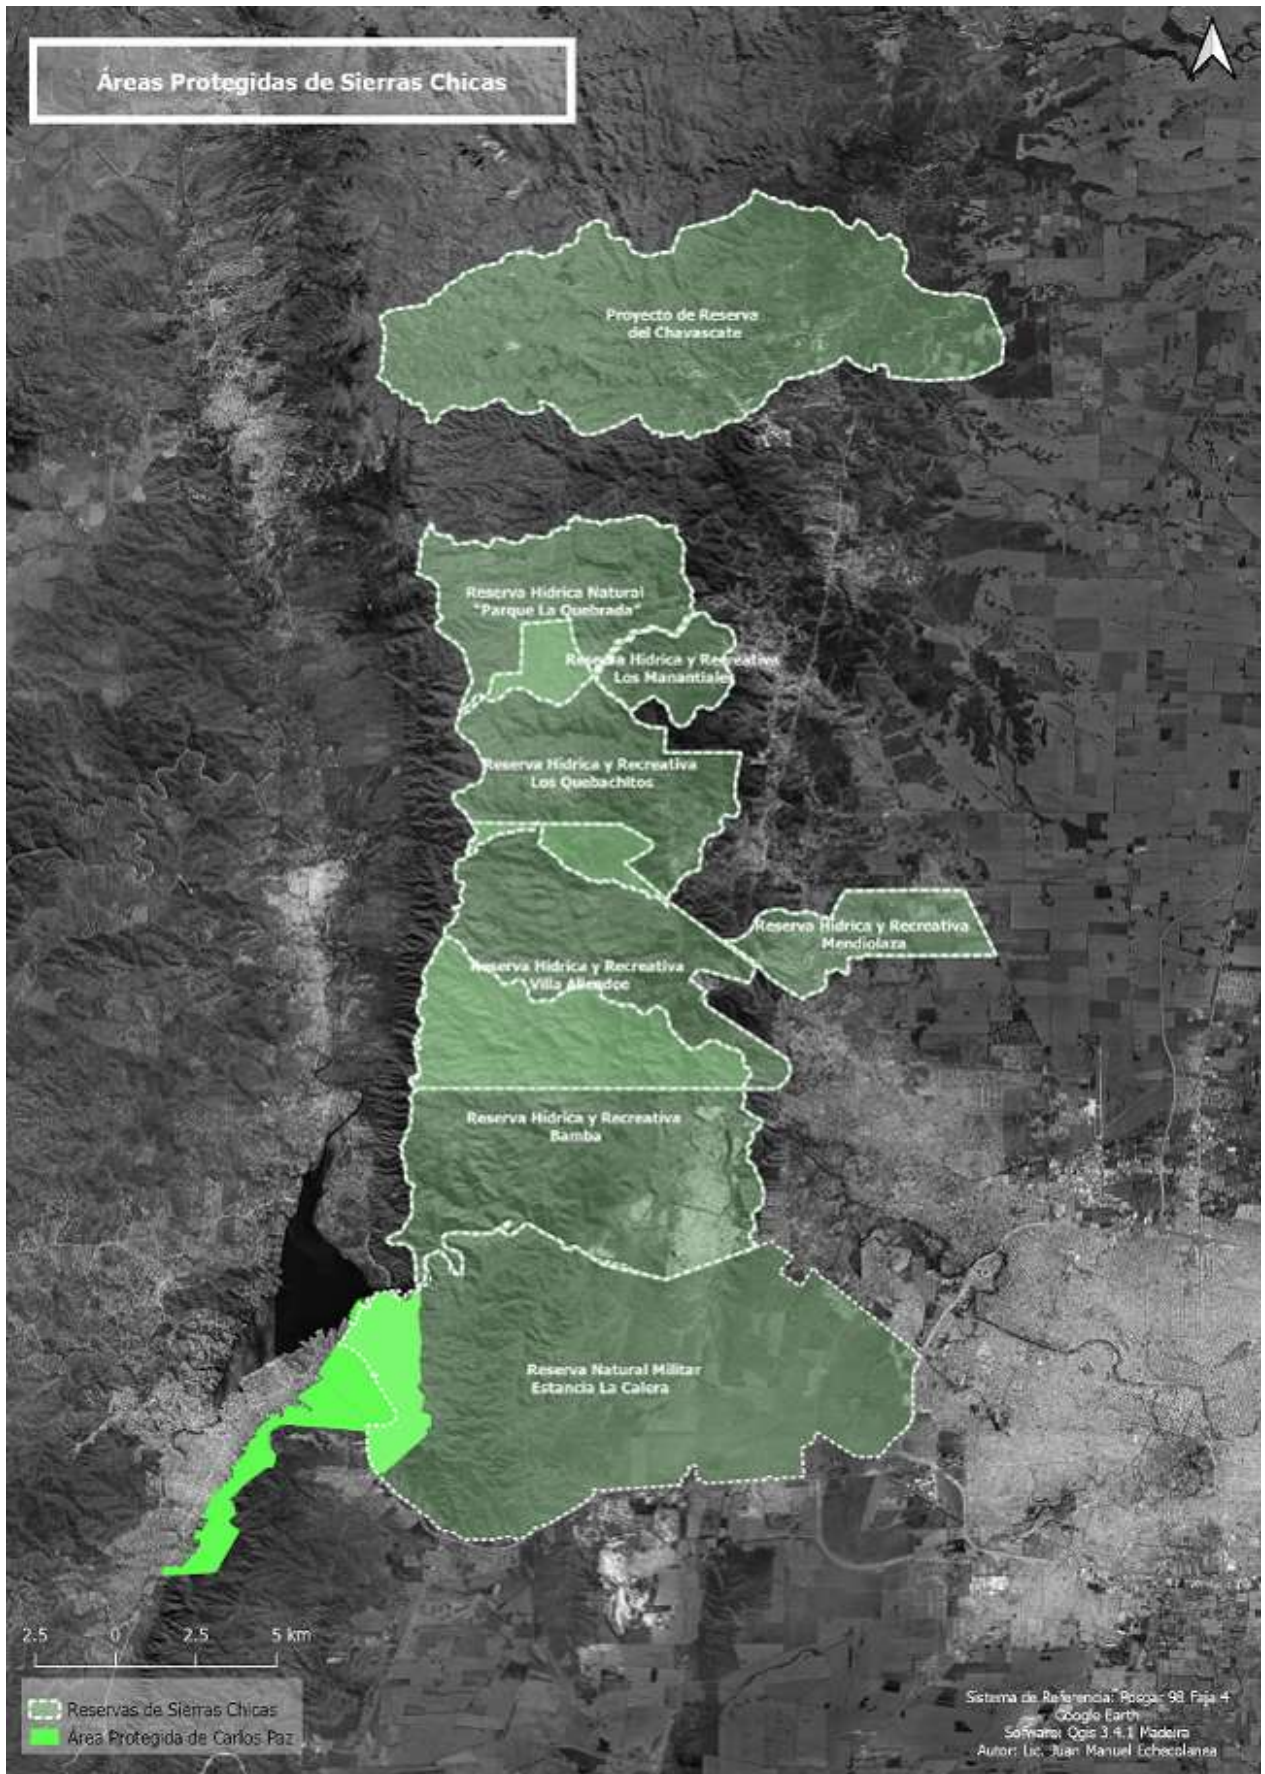 Áreas Protegidas de Sierras Chicas
Proyecto de Reserva
del Chavascate
Reserva Hídrica Natural
"Parque La Quebrada"
Reserva Hídrica y Recreativa
Los Manantiales
Reserva Hídrica y Recreativa
Los Quebachitos
Reserva Hídrica y Recreativa
Mendiolaza
Reserva Hídrica y Recreativa
Villa Allendee
Reserva Hídrica y Recreativa
Bamba
Reserva Natural Militar
Estancia La Calera
2.5 0 2.5 5 km
Reservas de Sierras Chicas
Área Protegida de Carlos Paz
Sistema de Referencia: Posgar 98 Faja 4
Google Earth
Software: Qgis 3.4.1 Madeira
Autor: Lic. Juan Manuel Echecolanea